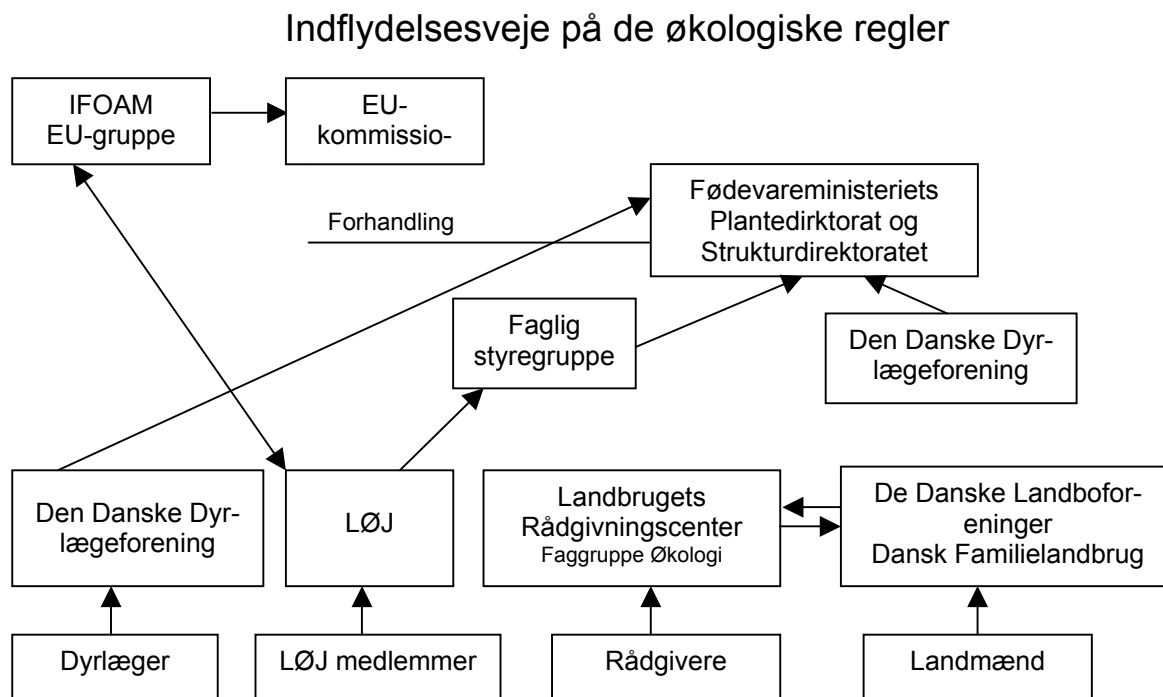 Indflydelsesveje på de økologiske regler
IFOAM
EU-gruppe
EU-
kommissio-
Fødevareministeriets
Plantedirktorat og
Strukturdirektoratet
Forhandling
Faglig
styregruppe
Den Danske Dyr-
lægeforening
Den Danske Dyr-
lægeforening
LØJ
Landbrugets
Rådgivningscenter
Faggruppe Økologi
De Danske Landbofor-
eninger
Dansk Familielandbrug
Dyrlæger
LØJ medlemmer
Rådgivere
Landmænd